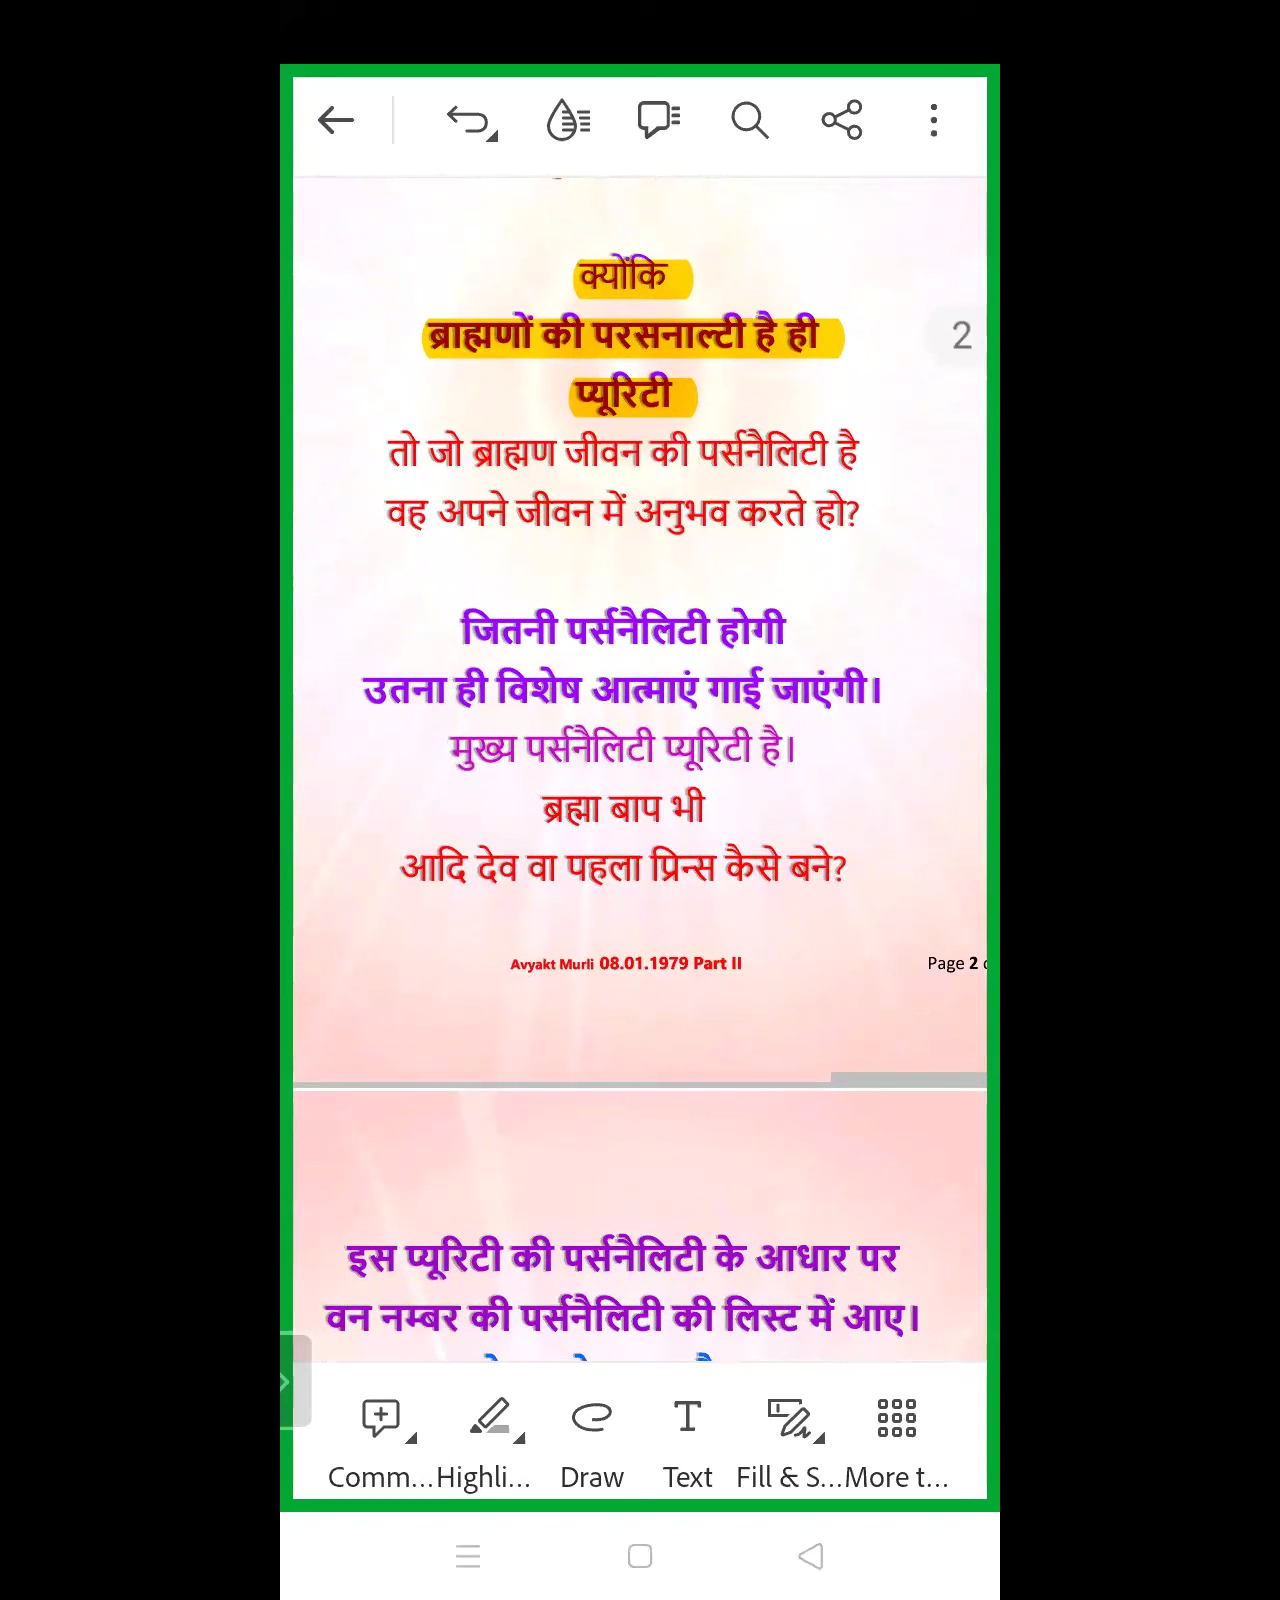 क्योंकि
ब्राह्मणों की परसनाल्टी है ही
2
प्यूरिटी
तो जो ब्राह्मण जीवन की पर्सनैलिटी है
वह अपने जीवन में अनुभव करते हो?
जितनी पर्सनैलिटी होगी
उतना ही विशेष आत्माएं गाई जाएंगी।
मुख्य पर्सनैलिटी प्यूरिटी है।
ब्रह्मा बाप भी
आदि देव वा पहला प्रिन्स कैसे बने?
Avyakt Murli 08.01.1979 Part II
Page 2
इस प्यूरिटी की पर्सनैलिटी के आधार पर
वन नम्बर की पर्सनैलिटी की लिस्ट में आए।
Comm... Highli... Draw Text Fill & S... More t...